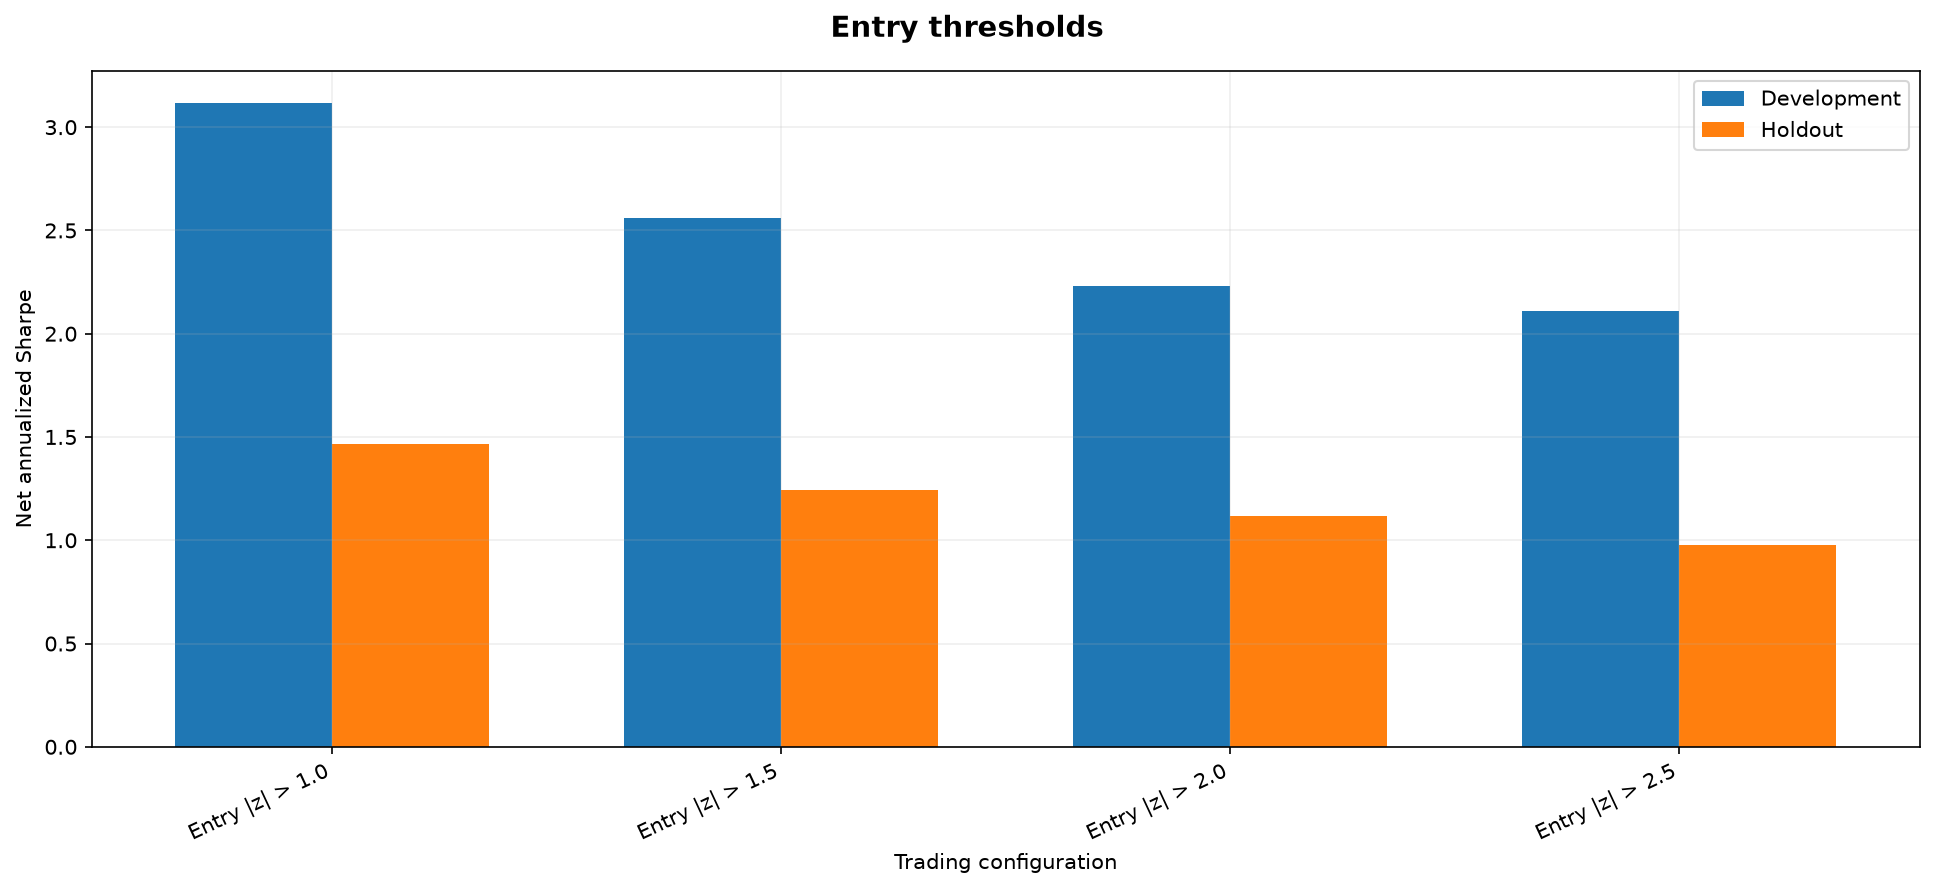 Entry thresholds
Development
Holdout
Net annualized Sharpe
3.0
2.5
2.0
1.5
1.0
0.5
0.0
Entry |z| > 1.0
Entry |z| > 1.5
Entry |z| > 2.0
Entry |z| > 2.5
Trading configuration